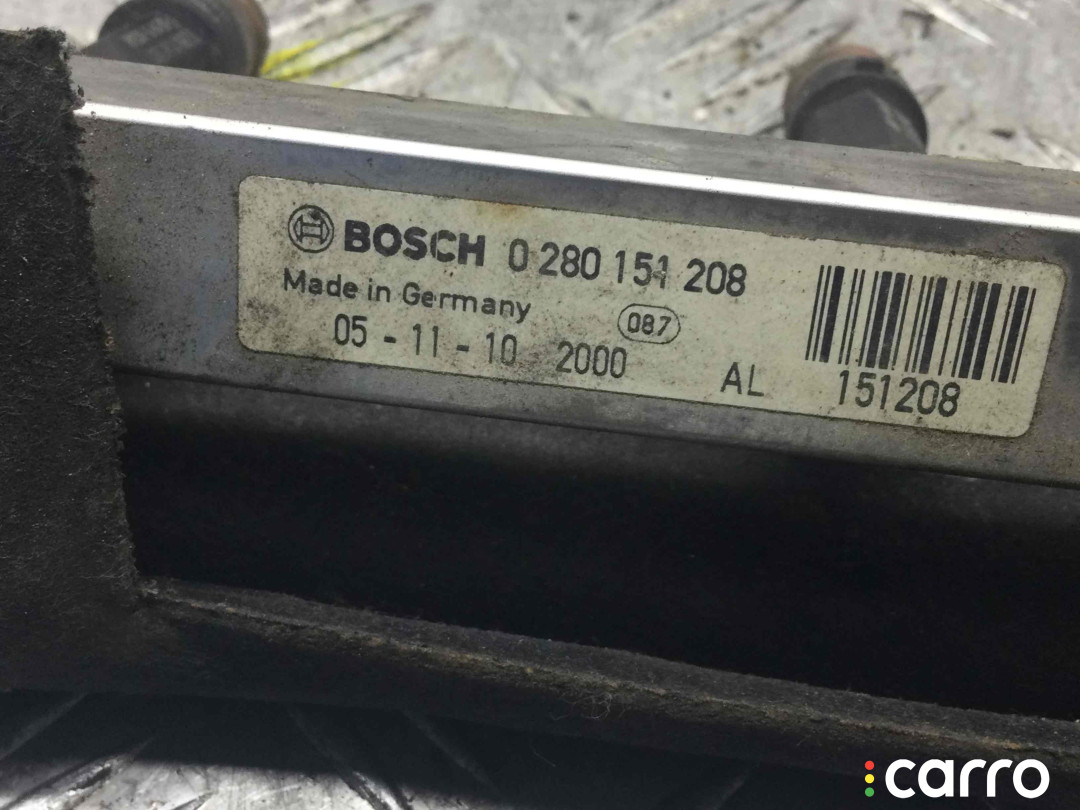 BOSCH 0 280 151 208
Made in Germany 087
05 - 11 - 10 2000 AL 151208
carro